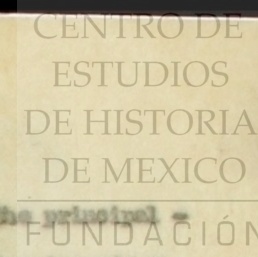 CENTRO DE
ESTUDIOS
DE HISTORIA
DE MEXICO
the principal -
FUNDACIÓN